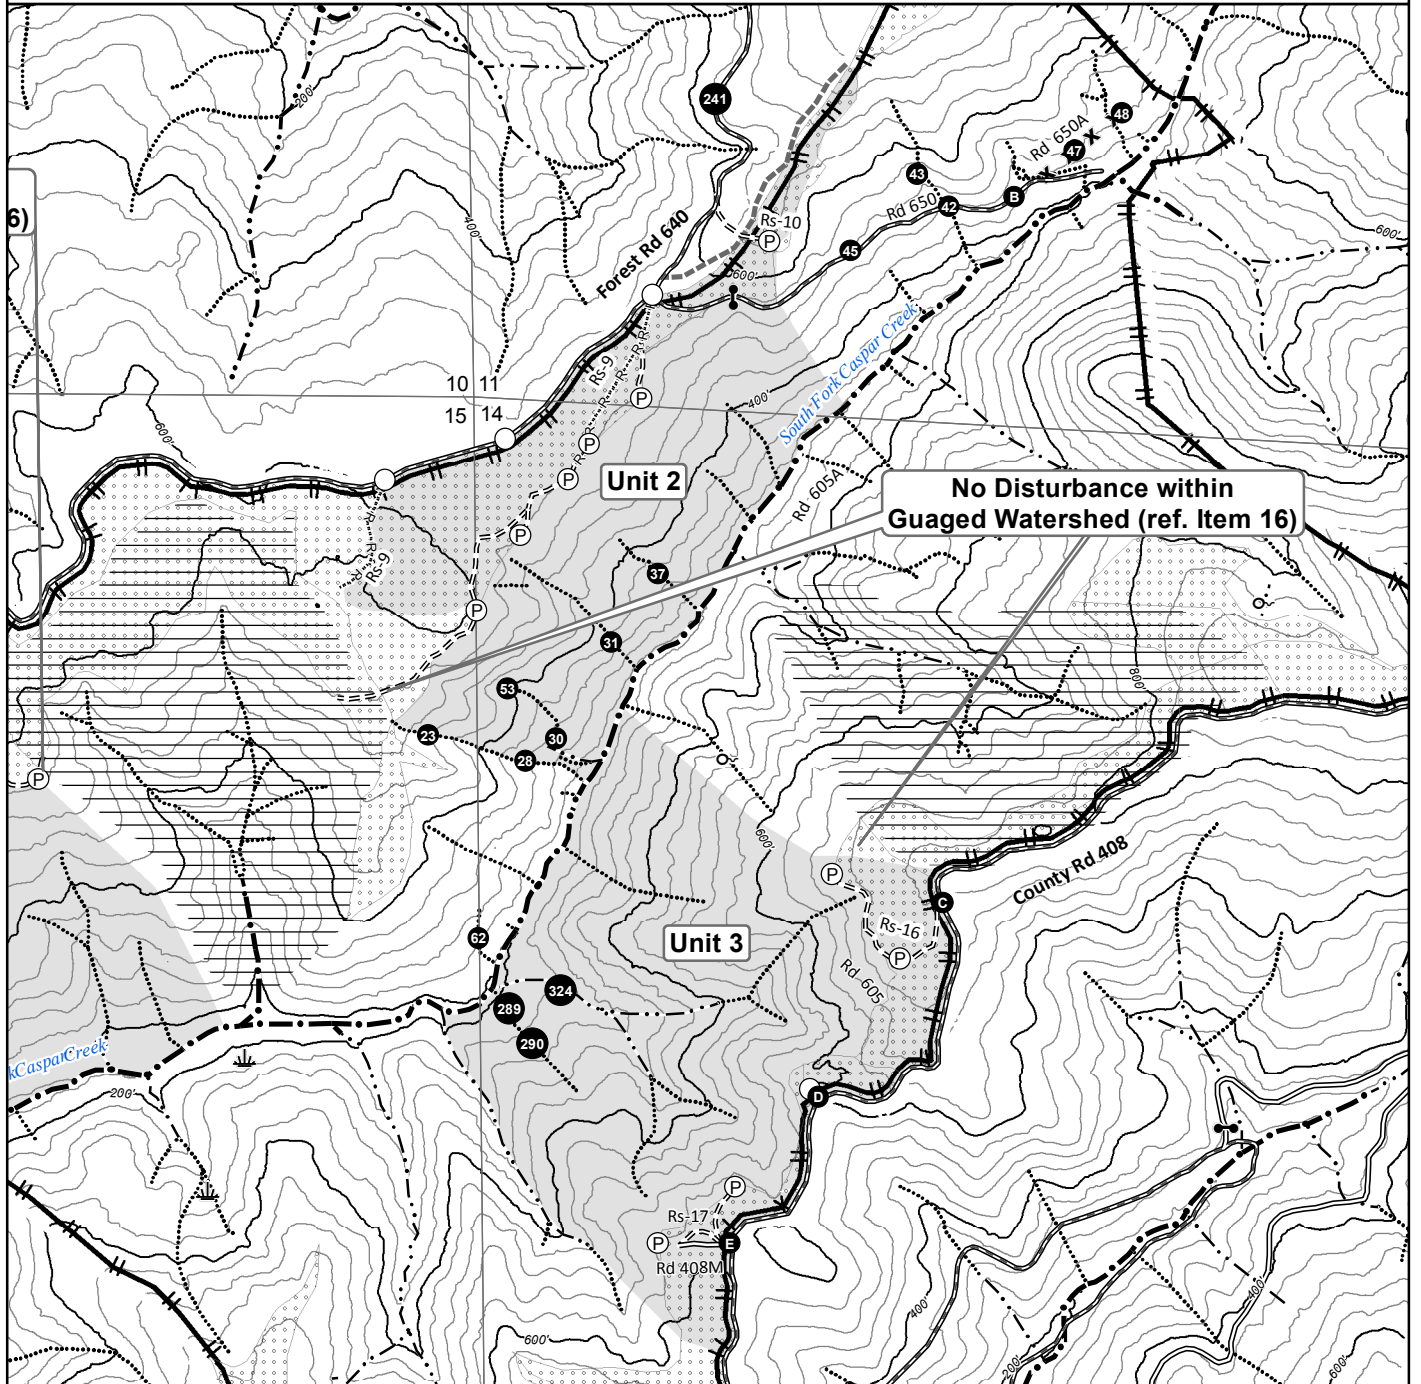 241
48
Rd 650A
47
X
X
200'
43
Rd 650
42
B
6)
400'
Rs-10
P
45
600'
Forest Rd 640
600'
South Fork Caspar Creek
10 11
15 14
Rs-9
R
R
R
R
R
R
P
400'
600'
P
P
Unit 2
Rd 605A
No Disturbance within
Guaged Watershed (ref. Item 16)
P
R
R
R
R
Rs-9
37
P
31
53
600'
23
30
28
P
600'
County Rd 408
P
C
Rs-16
62
Unit 3
P
Rd 605
324
289
290
kCasparCreek
200'
D
P
Rs-17
P
E
Rd 408M
400'
400'
600'
200'
600'